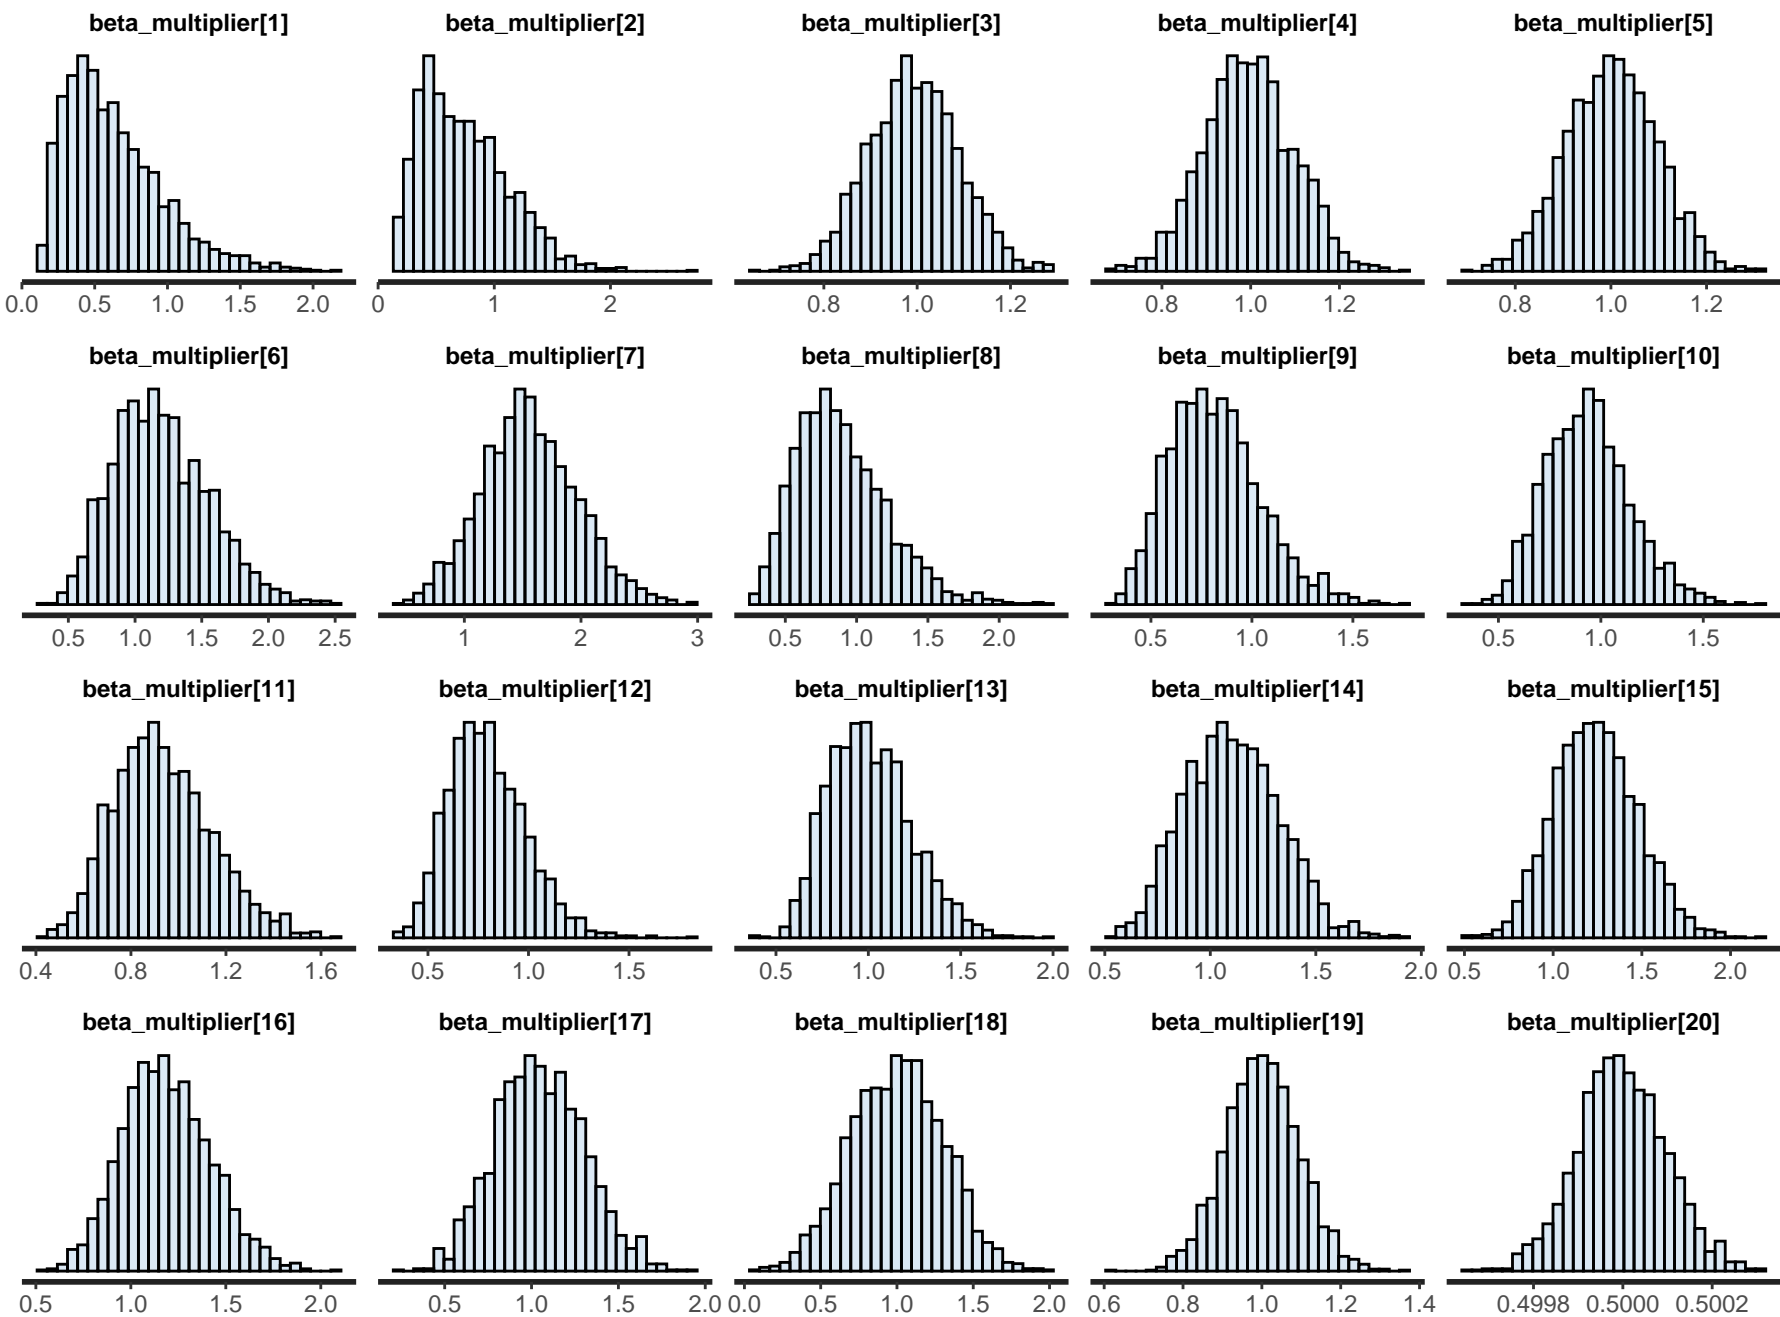 beta_multiplier[1] beta_multiplier[2] beta_multiplier[3] beta_multiplier[4] beta_multiplier[5]
0.0 0.5 1.0 1.5 2.0 0 1 2 0.8 1.0 1.2 0.8 1.0 1.2 0.8 1.0 1.2
beta_multiplier[6] beta_multiplier[7] beta_multiplier[8] beta_multiplier[9] beta_multiplier[10]
0.5 1.0 1.5 2.0 2.5 1 2 3 0.5 1.0 1.5 2.0 0.5 1.0 1.5 0.5 1.0 1.5
beta_multiplier[11] beta_multiplier[12] beta_multiplier[13] beta_multiplier[14] beta_multiplier[15]
0.4 0.8 1.2 1.6 0.5 1.0 1.5 0.5 1.0 1.5 2.0 0.5 1.0 1.5 2.0 0.5 1.0 1.5 2.0
beta_multiplier[16] beta_multiplier[17] beta_multiplier[18] beta_multiplier[19] beta_multiplier[20]
0.5 1.0 1.5 2.0 0.5 1.0 1.5 2.0 0.0 0.5 1.0 1.5 2.0 0.6 0.8 1.0 1.2 1.4 0.4998 0.5000 0.5002